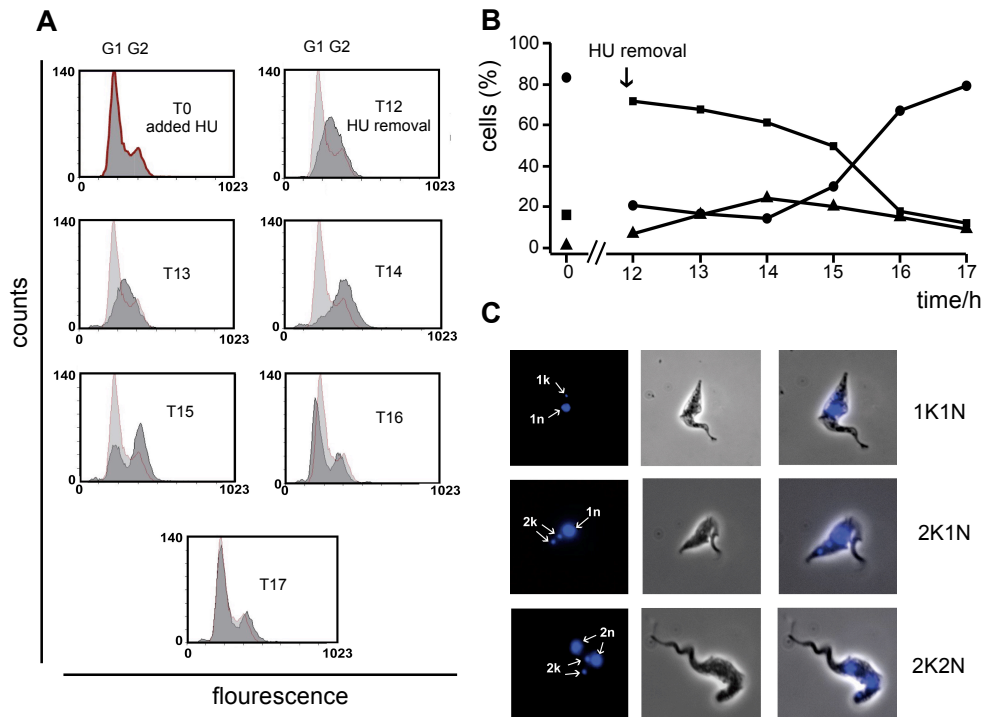 A
G1 G2
G1 G2
counts
140
T0
added HU
0
0
1023
140
T12
HU removal
0
0
1023
140
T13
0
0
1023
140
T14
0
0
1023
140
T15
0
0
1023
140
T16
0
0
1023
140
T17
0
0
1023
flourescence
B
cells (%)
100
80
60
40
20
0
HU removal
0
12
13
14
15
16
17
time/h
C
1k
1n
1K1N
1n
2k
2K1N
2n
2k
2K2N